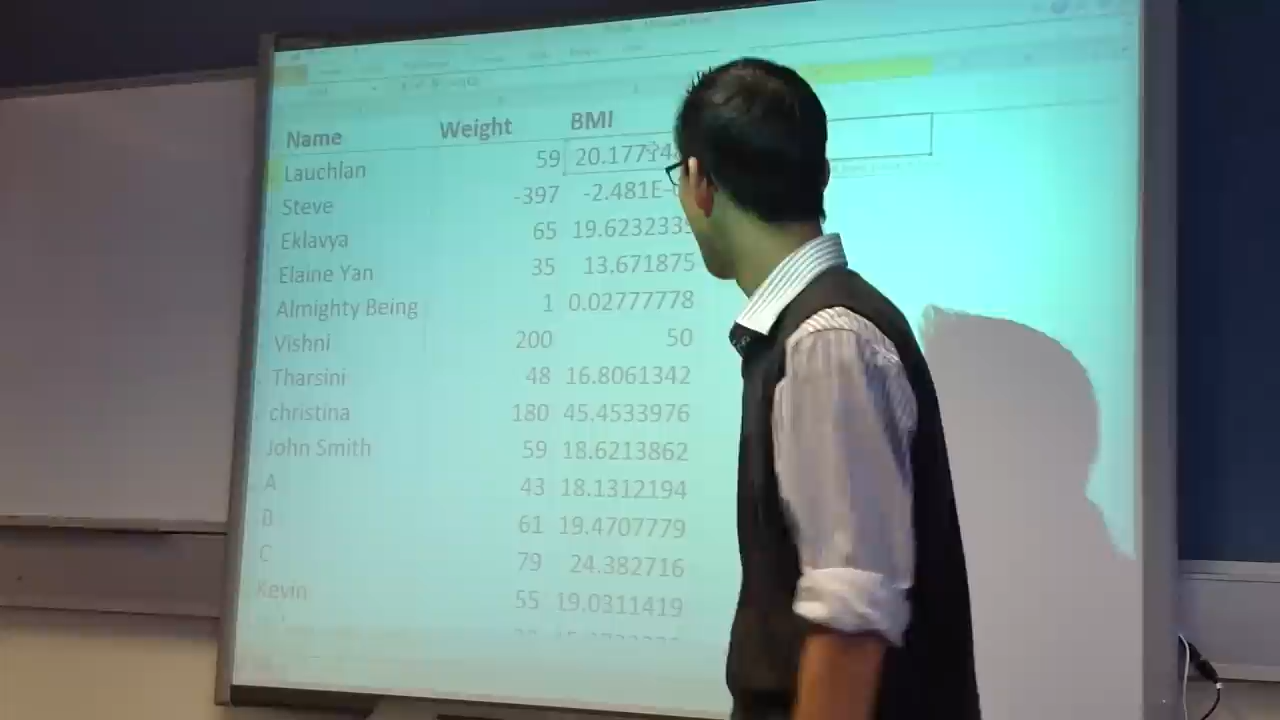 Name Weight BMI
Lauchlan 59 20.177
Steve -397 -2.481E-
Eklavya 65 19.623233
Elaine Yan 35 13.671875
Almighty Being 1 0.02777778
Vishni 200 50
Tharsini 48 16.8061342
christina 180 45.4533976
John Smith 59 18.6213862
A 43 18.1312194
B 61 19.4707779
C 79 24.382716
Kevin 55 19.0311419